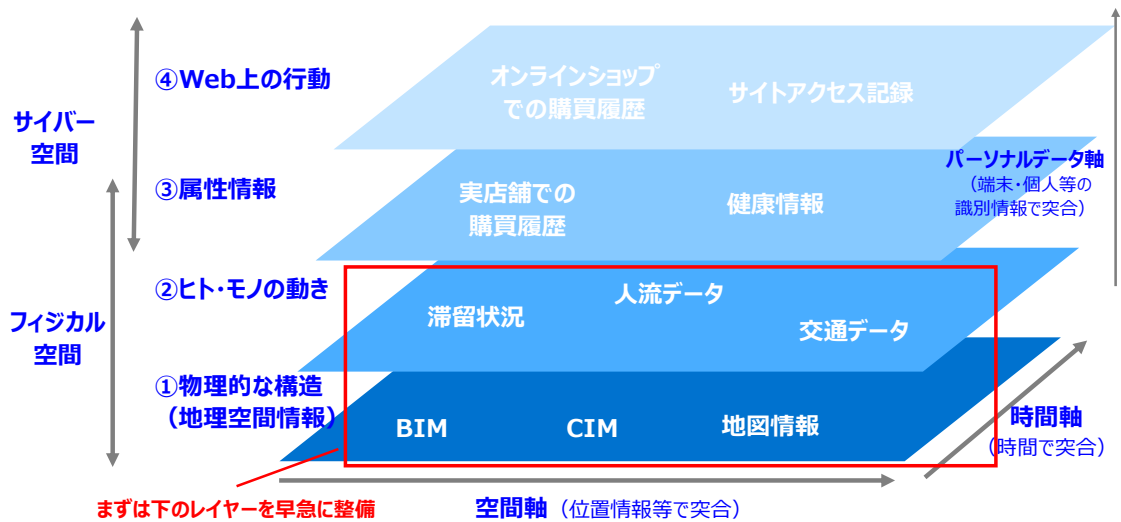 ④Web上の行動
オンラインショップ
での購買履歴
サイトアクセス記録
サイバー
空間
パーソナルデータ軸
（端末・個人等の
識別情報で突合）
③属性情報
実店舗での
購買履歴
健康情報
②ヒト・モノの動き
人流データ
滞留状況
交通データ
フィジカル
空間
①物理的な構造
（地理空間情報）
BIM
CIM
地図情報
時間軸
（時間で突合）
まずは下のレイヤーを早急に整備
空間軸（位置情報等で突合）